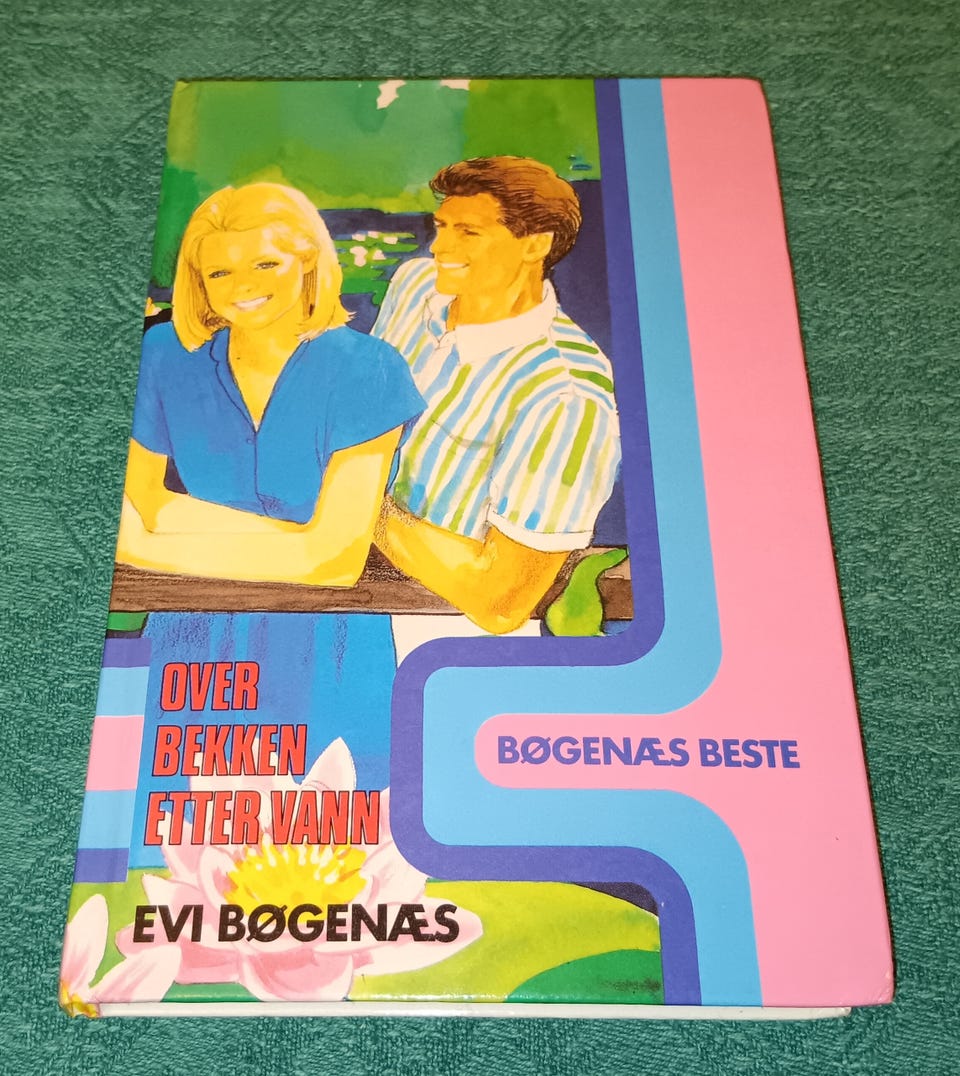 OVER
BEKKEN
ETTER VANN
BØGENÆS BESTE
EVI BØGENÆS